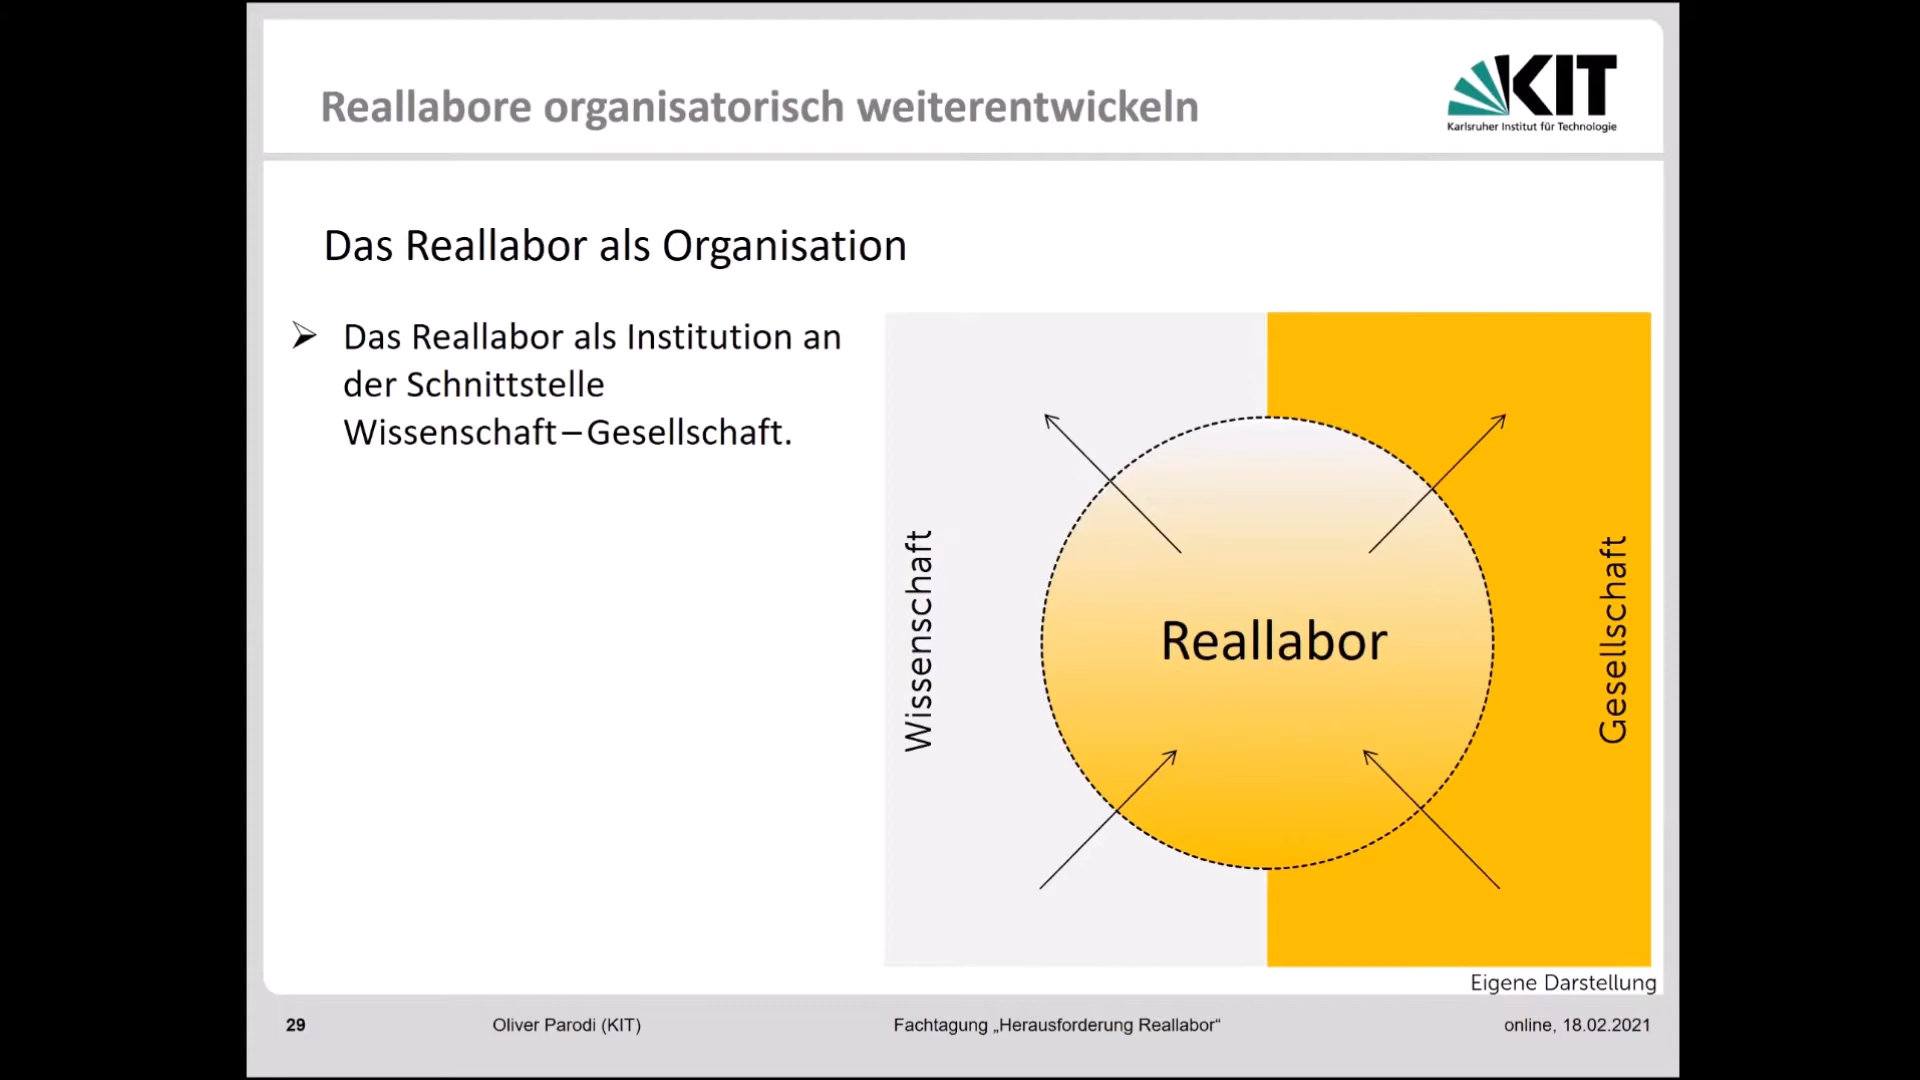 Reallabore organisatorisch weiterentwickeln
KIT
Karlsruher Institut für Technologie
Das Reallabor als Organisation
Das Reallabor als Institution an
der Schnittstelle
Wissenschaft – Gesellschaft.
Wissenschaft
Reallabor
Gesellschaft
Eigene Darstellung
29
Oliver Parodi (KIT)
Fachtagung „Herausforderung Reallabor“
online, 18.02.2021